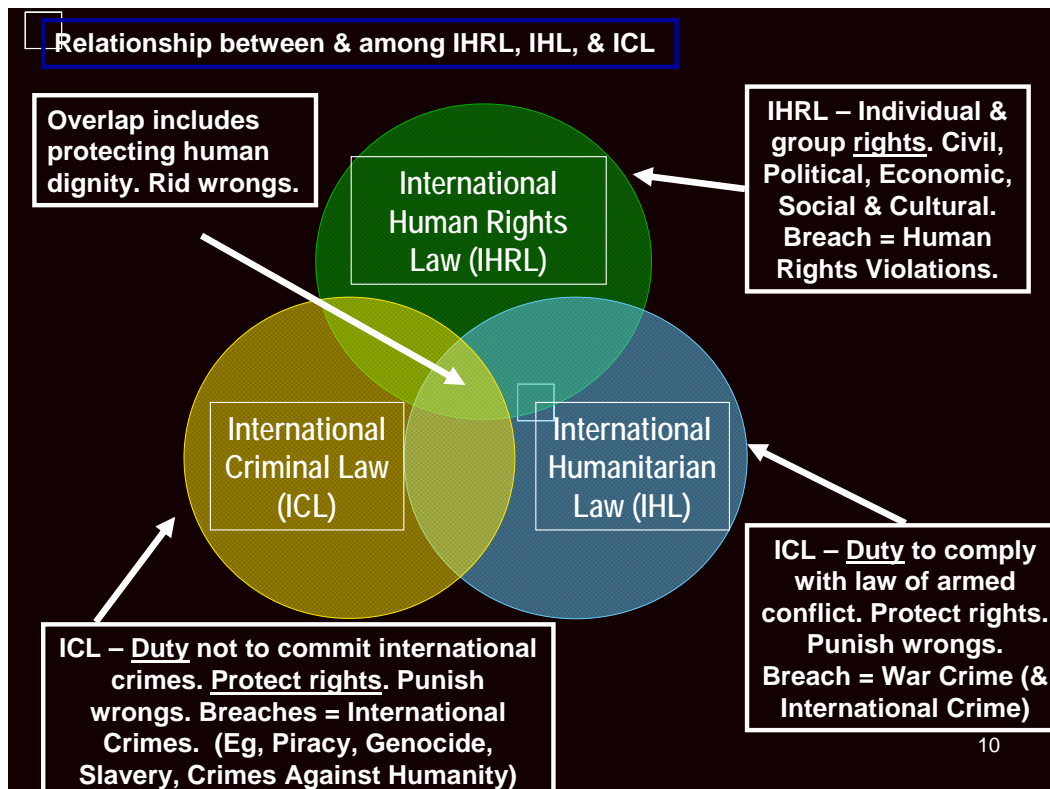 Relationship between & among IHRL, IHL, & ICL
Overlap includes
protecting human
dignity. Rid wrongs.
IHRL – Individual &
group rights. Civil,
Political, Economic,
Social & Cultural.
Breach = Human
Rights Violations.
International
Human Rights
Law (IHRL)
International
Criminal Law
(ICL)
International
Humanitarian
Law (IHL)
ICL – Duty to comply
with law of armed
conflict. Protect rights.
Punish wrongs.
Breach = War Crime (&
International Crime)
ICL – Duty not to commit international
crimes. Protect rights. Punish
wrongs. Breaches = International
Crimes. (Eg, Piracy, Genocide,
Slavery, Crimes Against Humanity)
10